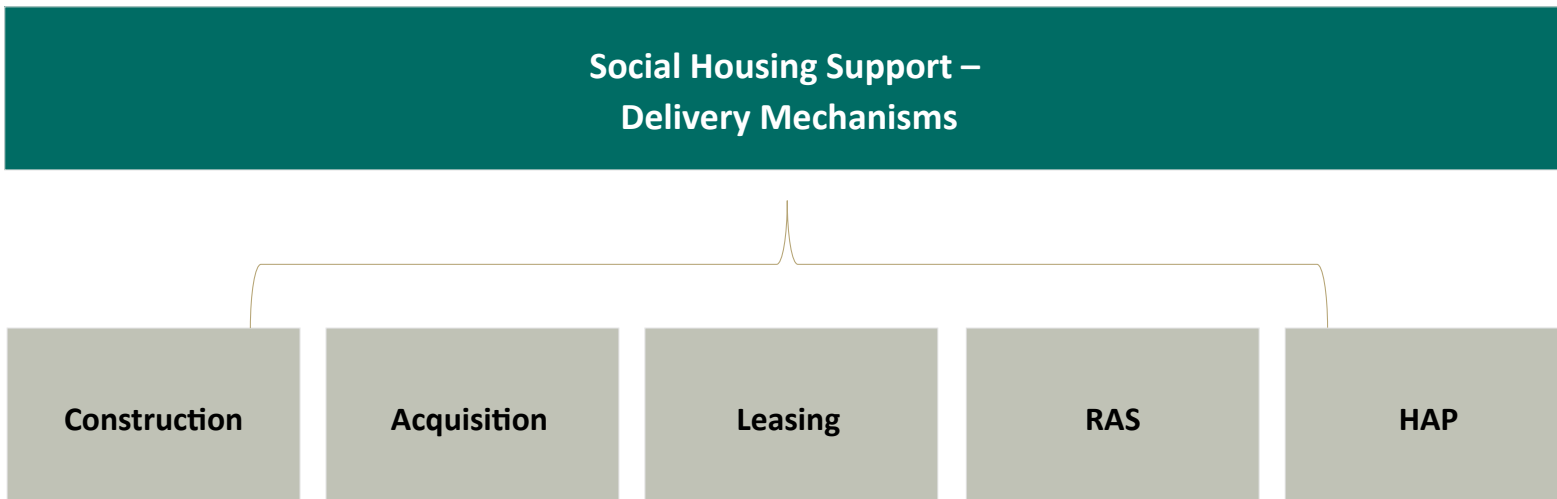 Social Housing Support –
Delivery Mechanisms
Construction
Acquisition
Leasing
RAS
HAP